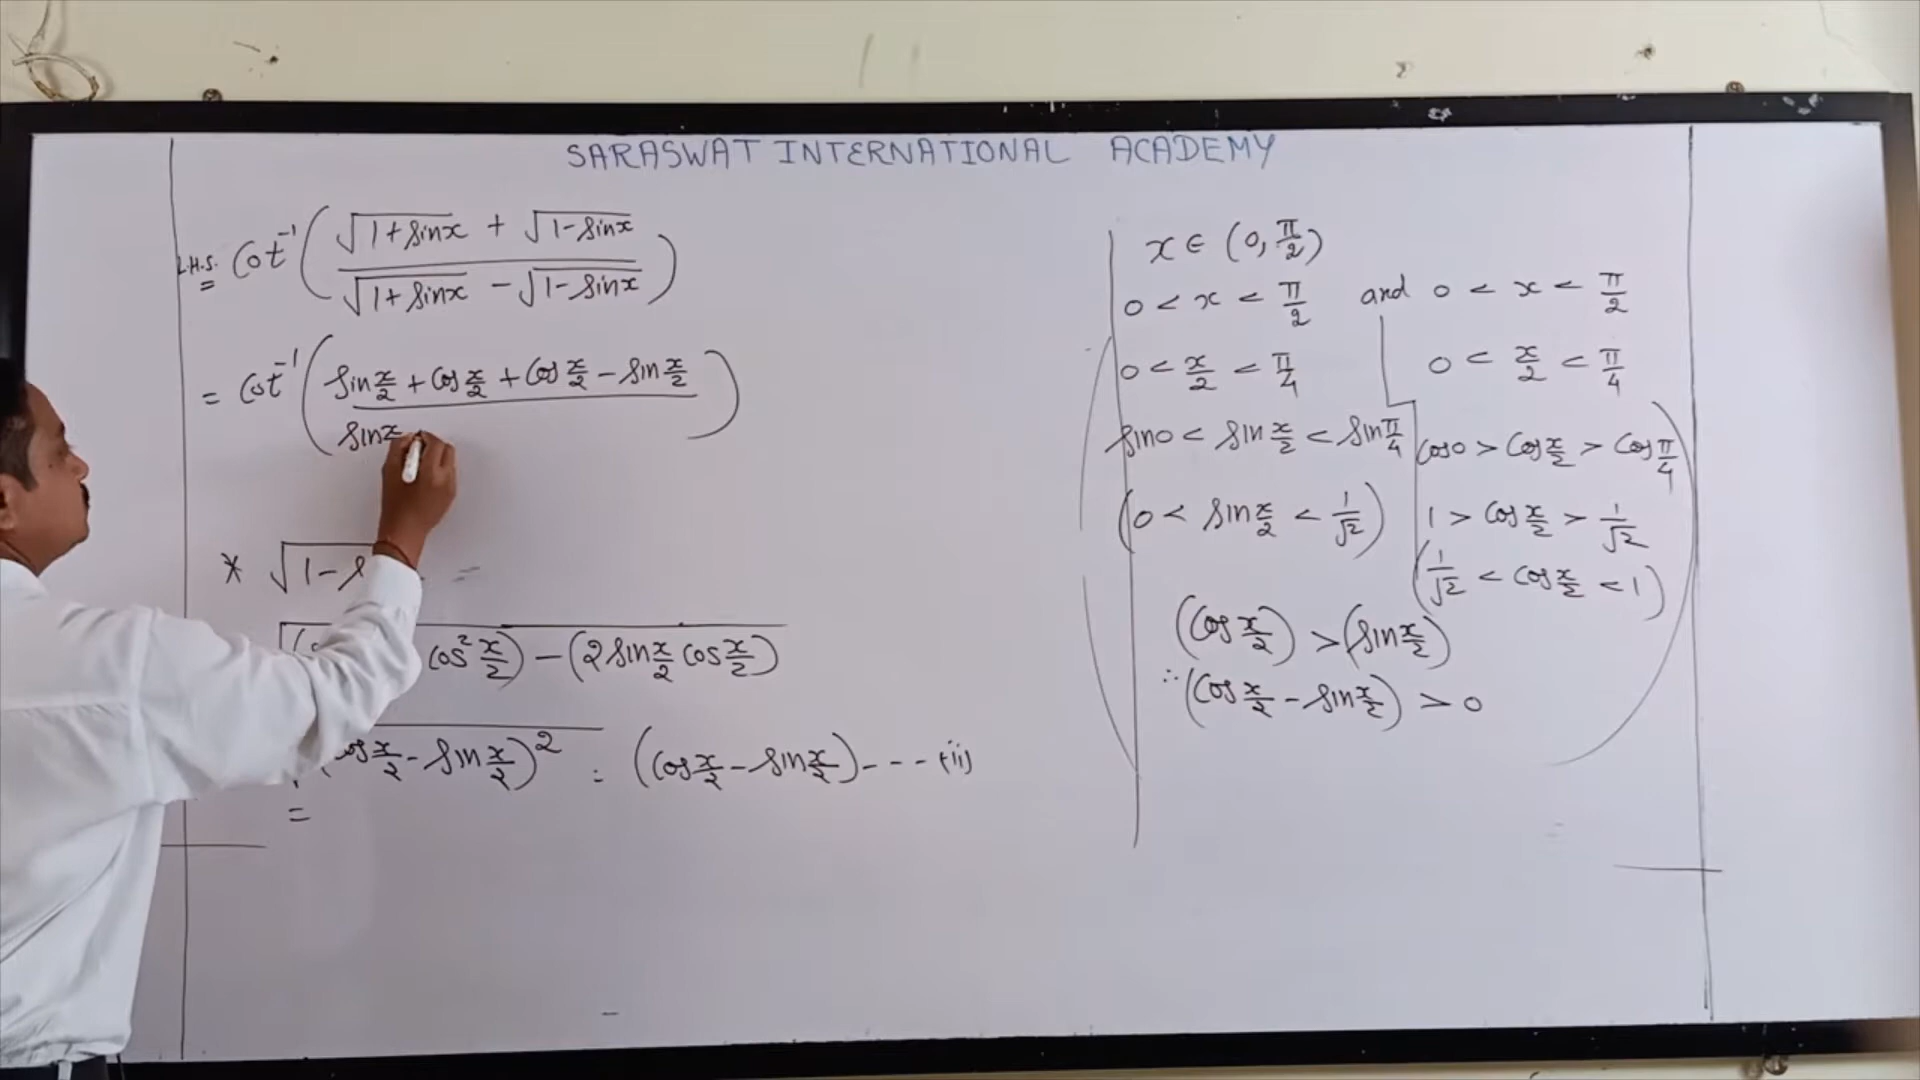 SARASWAT INTERNATIONAL ACADEMY
L.H.S. = Cot⁻¹ ( (√(1+sinx) + √(1-sinx)) / (√(1+sinx) - √(1-sinx)) )
= Cot⁻¹ ( sin x/2 + cos x/2 + cos x/2 - sin x/2
sin x
* √1-
cos² x/2) - (2 sin x/2 cos x/2)
cos x/2 - sin x/2)² = (cos x/2 - sin x/2) - - - (ii)
=
x ∈ (0, π/2)
0 < x < π/2 and 0 < x < π/2
0 < x/2 < π/4
0 < x/2 < π/4
sin0 < sin x/2 < sin π/4
cos0 > cos x/2 > cos π/4
(0 < sin x/2 < 1/√2)
1 > cos x/2 > 1/√2
(1/√2 < cos x/2 < 1)
(cos x/2) > (sin x/2)
∴ (cos x/2 - sin x/2) > 0